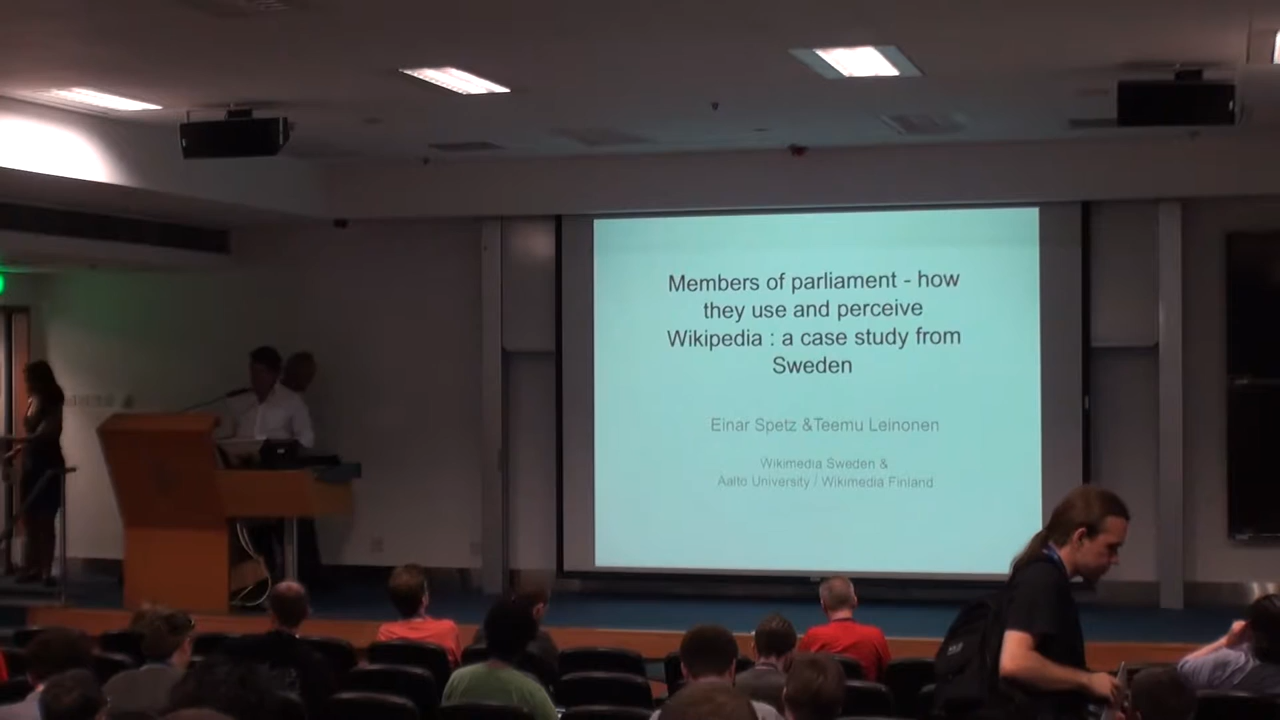 Members of parliament - how
they use and perceive
Wikipedia : a case study from
Sweden
Einar Spetz &Teemu Leinonen
Wikimedia Sweden &
Aalto University / Wikimedia Finland